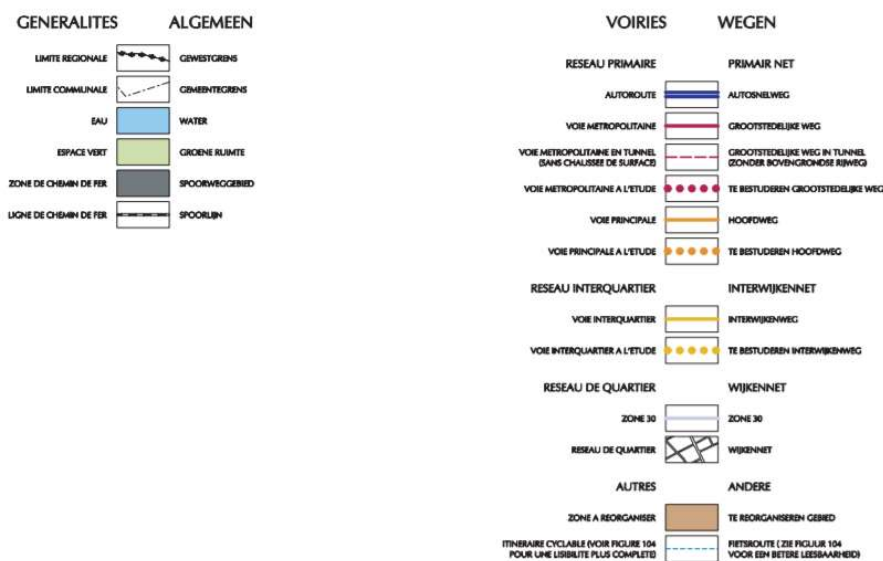 GENERALITES ALGEMEEN
LIMITE REGIONALE GEWESTGRENS
LIMITE COMMUNALE GEMEENTEGRENS
EAU WATER
ESPACE VERT GROENE RUIMTE
ZONE DE CHEMIN DE FER SPOORWEGGEBIED
LIGNE DE CHEMIN DE FER SPOORLIJN
VOIRIES WEGEN
RESEAU PRIMAIRE PRIMAIR NET
AUTOROUTE AUTOSNELWEG
VOIE METROPOLITAINE GROOTSTEDELIJKE WEG
VOIE METROPOLITAINE EN TUNNEL GROOTSTEDELIJKE WEG IN TUNNEL
(SANS CHAUSSEE DE SURFACE) (ZONDER BOVENGRONDSE RIJWEG)
VOIE METROPOLITAINE A L'ETUDE TE BESTUDEREN GROOTSTEDELIJKE WEG
VOIE PRINCIPALE HOOFDWEG
VOIE PRINCIPALE A L'ETUDE TE BESTUDEREN HOOFDWEG
RESEAU INTERQUARTIER INTERWIJKENNET
VOIE INTERQUARTIER INTERWIJKENWEG
VOIE INTERQUARTIER A L'ETUDE TE BESTUDEREN INTERWIJKENWEG
RESEAU DE QUARTIER WIJKENNET
ZONE 30 ZONE 30
RESEAU DE QUARTIER WIJKENNET
AUTRES ANDERE
ZONE A REORGANISER TE REORGANISEREN GEBIED
ITINERAIRE CYCLABLE (VOIR FIGURE 104 FIETSROUTE ( ZIE FIGUUR 104
POUR UNE LISIBILITE PLUS COMPLETE) VOOR EEN BETERE LEESBAARHEID)